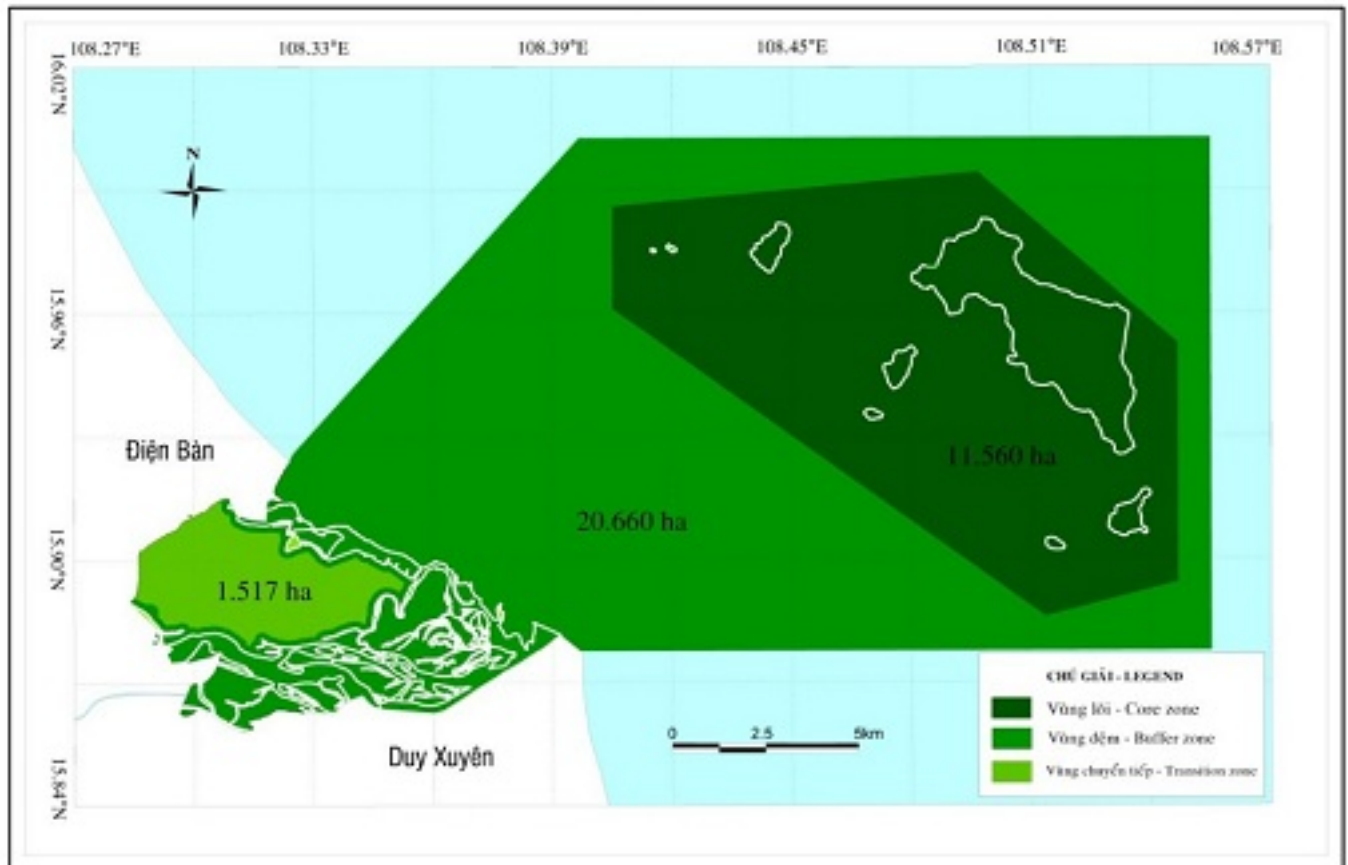 108.27°E 108.33°E 108.39°E 108.45°E 108.51°E 108.57°E
16.02°N
N
15.96°N
Điện Bàn
11.560 ha
20.660 ha
15.90°N
1.517 ha
CHÚ GIẢI - LEGEND
Vùng lõi - Core zone
0 2.5 5km
Vùng đệm - Buffer zone
Duy Xuyên
Vùng chuyển tiếp - Transition zone
15.84°N